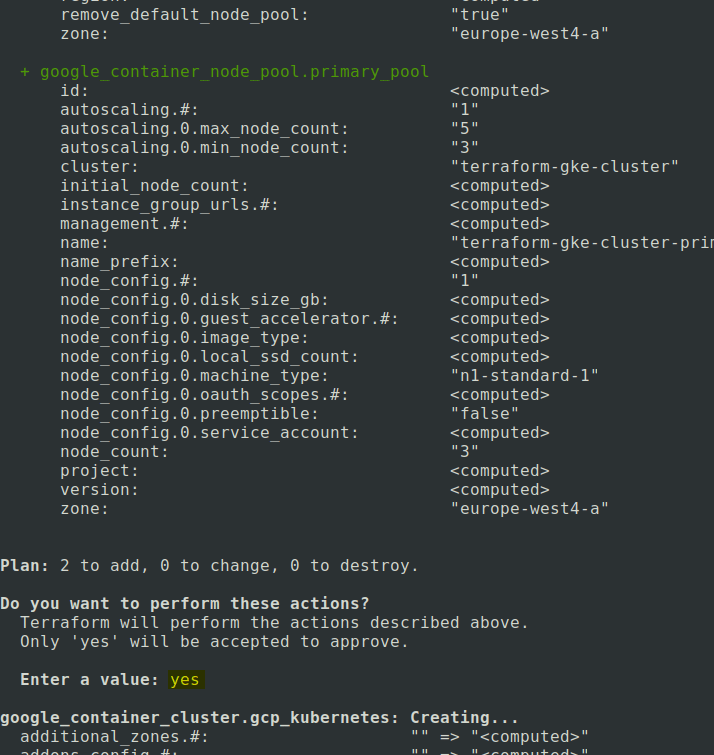 remove_default_node_pool: "true"
zone: "europe-west4-a"
+ google_container_node_pool.primary_pool
id: <computed>
autoscaling.#: "1"
autoscaling.0.max_node_count: "5"
autoscaling.0.min_node_count: "3"
cluster: "terraform-gke-cluster"
initial_node_count: <computed>
instance_group_urls.#: <computed>
management.#: <computed>
name: "terraform-gke-cluster-prim
name_prefix: <computed>
node_config.#: "1"
node_config.0.disk_size_gb: <computed>
node_config.0.guest_accelerator.#: <computed>
node_config.0.image_type: <computed>
node_config.0.local_ssd_count: <computed>
node_config.0.machine_type: "n1-standard-1"
node_config.0.oauth_scopes.#: <computed>
node_config.0.preemptible: "false"
node_config.0.service_account: <computed>
node_count: "3"
project: <computed>
version: <computed>
zone: "europe-west4-a"
Plan: 2 to add, 0 to change, 0 to destroy.
Do you want to perform these actions?
Terraform will perform the actions described above.
Only 'yes' will be accepted to approve.
Enter a value: yes
google_container_cluster.gcp_kubernetes: Creating...
additional_zones.#: "" => "<computed>"
addons_config.#: "" => "<computed>"